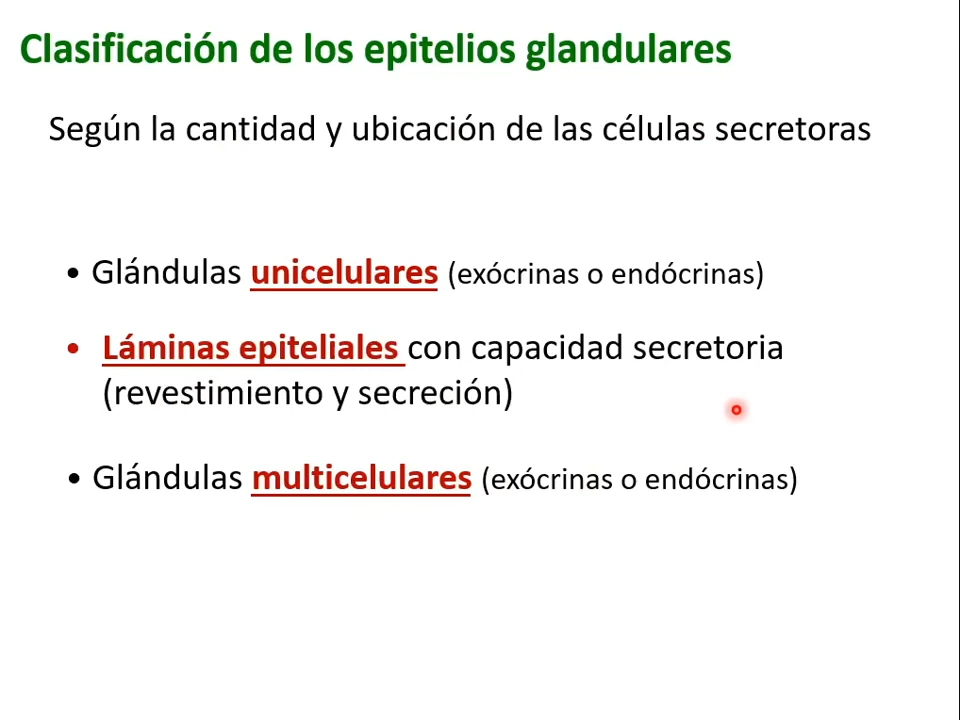 Clasificación de los epitelios glandulares
Según la cantidad y ubicación de las células secretoras
• Glándulas unicelulares (exócrinas o endócrinas)
• Láminas epiteliales con capacidad secretoria
(revestimiento y secreción)
• Glándulas multicelulares (exócrinas o endócrinas)